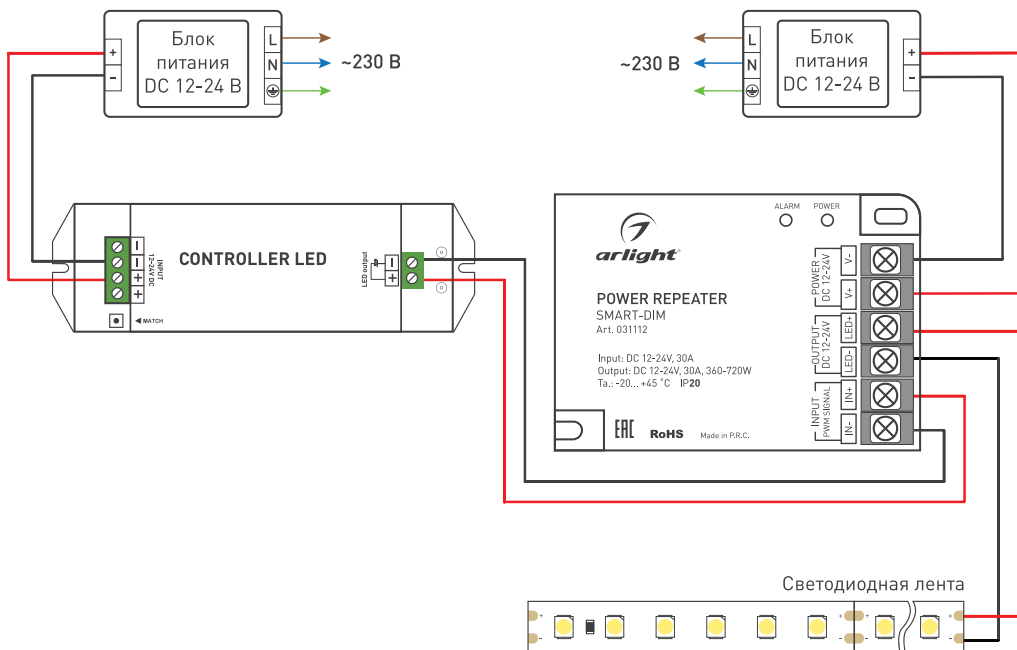 Блок
питания
DC 12-24 В
+
−
L
N
~230 В
~230 В
L
N
Блок
питания
DC 12-24 В
+
−
CONTROLLER LED
INPUT
12-24V DC
−
−
+
+
MATCH
LED output
−
+
ALARM
POWER
arlight®
POWER REPEATER
SMART-DIM
Art. 031112
Input: DC 12-24V, 30A
Output: DC 12-24V, 30A, 360-720W
Ta.: -20... +45 °C IP20
EAC
RoHS
Made in P.R.C.
POWER
DC 12-24V
V-
V+
OUTPUT
DC 12-24V
LED+
LED-
INPUT
PWM SIGNAL
IN+
IN-
Светодиодная лента
+ + + + +
- - - - -